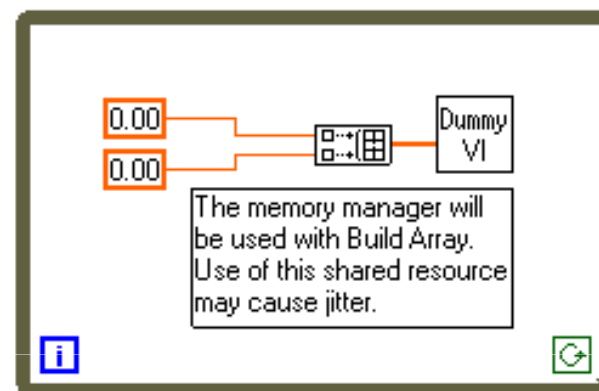 0.00
0.00
Dummy
VI
The memory manager will
be used with Build Array.
Use of this shared resource
may cause jitter.
i